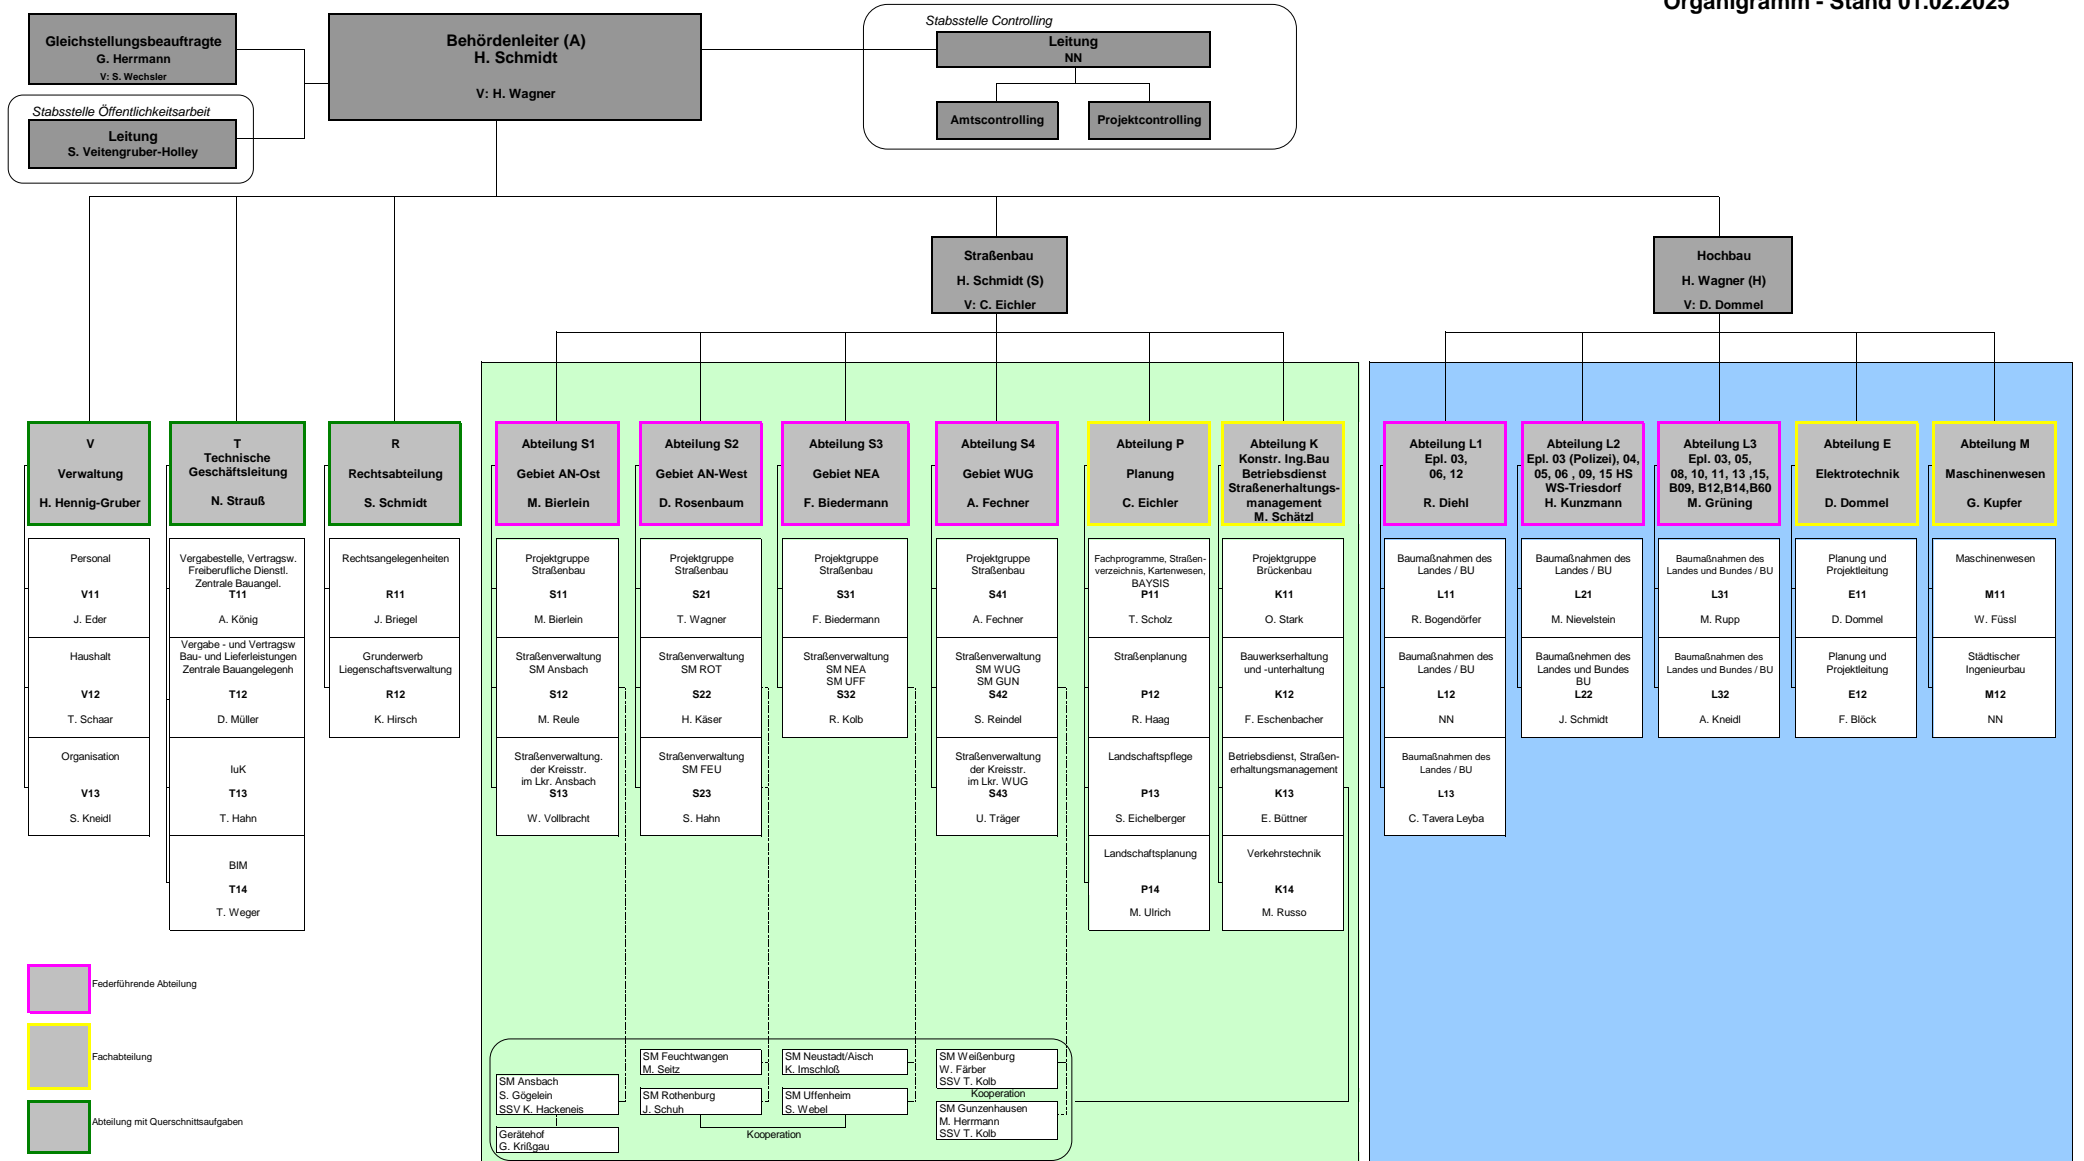 Organigramm - Stand 01.02.2025
Gleichstellungsbeauftragte
G. Herrmann
V: S. Wechsler
Stabsstelle Öffentlichkeitsarbeit
Leitung
S. Veitengruber-Holley
Behördenleiter (A)
H. Schmidt
V: H. Wagner
Stabsstelle Controlling
Leitung
NN
Amtscontrolling
Projektcontrolling
Straßenbau
H. Schmidt (S)
V: C. Eichler
Hochbau
H. Wagner (H)
V: D. Dommel
V
Verwaltung
H. Hennig-Gruber
Personal
V11
J. Eder
Haushalt
V12
T. Schaar
Organisation
V13
S. Kneidl
T
Technische
Geschäftsleitung
N. Strauß
Vergabestelle, Vertragsw.
Freiberufliche Dienstl.
Zentrale Bauangel.
T11
A. König
Vergabe - und Vertragsw
Bau- und Lieferleistungen
Zentrale Bauangelegenh
T12
D. Müller
IuK
T13
T. Hahn
BIM
T14
T. Weger
R
Rechtsabteilung
S. Schmidt
Rechtsangelegenheiten
R11
J. Briegel
Grunderwerb
Liegenschaftsverwaltung
R12
K. Hirsch
Abteilung S1
Gebiet AN-Ost
M. Bierlein
Projektgruppe
Straßenbau
S11
M. Bierlein
Straßenverwaltung
SM Ansbach
S12
M. Reule
Straßenverwaltung.
der Kreisstr.
im Lkr. Ansbach
S13
W. Vollbracht
Abteilung S2
Gebiet AN-West
D. Rosenbaum
Projektgruppe
Straßenbau
S21
T. Wagner
Straßenverwaltung
SM ROT
S22
H. Käser
Straßenverwaltung
SM FEU
S23
S. Hahn
Abteilung S3
Gebiet NEA
F. Biedermann
Projektgruppe
Straßenbau
S31
F. Biedermann
Straßenverwaltung
SM NEA
SM UFF
S32
R. Kolb
Abteilung S4
Gebiet WUG
A. Fechner
Projektgruppe
Straßenbau
S41
A. Fechner
Straßenverwaltung
SM WUG
SM GUN
S42
S. Reindel
Straßenverwaltung
der Kreisstr.
im Lkr. WUG
S43
U. Träger
Abteilung P
Planung
C. Eichler
Fachprogramme, Straßen-
verzeichnis, Kartenwesen,
BAYSIS
P11
T. Scholz
Straßenplanung
P12
R. Haag
Landschaftspflege
P13
S. Eichelberger
Landschaftsplanung
P14
M. Ulrich
Abteilung K
Konstr. Ing.Bau
Betriebsdienst
Straßenerhaltungs-
management
M. Schätzl
Projektgruppe
Brückenbau
K11
O. Stark
Bauwerkserhaltung
und -unterhaltung
K12
F. Eschenbacher
Betriebsdienst, Straßen-
erhaltungsmanagement
K13
E. Büttner
Verkehrstechnik
K14
M. Russo
Abteilung L1
Epl. 03,
06, 12
R. Diehl
Baumaßnahmen des
Landes / BU
L11
R. Bogendörfer
Baumaßnahmen des
Landes / BU
L12
NN
Baumaßnahmen des
Landes / BU
L13
C. Tavera Leyba
Abteilung L2
Epl. 03 (Polizei), 04,
05, 06 , 09, 15 HS
WS-Triesdorf
H. Kunzmann
Baumaßnahmen des
Landes / BU
L21
M. Nievelstein
Baumaßnehmen des
Landes und Bundes
BU
L22
J. Schmidt
Abteilung L3
Epl. 03, 05,
08, 10, 11, 13 ,15,
B09, B12,B14,B60
M. Grüning
Baumaßnahmen des
Landes und Bundes / BU
L31
M. Rupp
Baumaßnahmen des
Landes und Bundes / BU
L32
A. Kneidl
Abteilung E
Elektrotechnik
D. Dommel
Planung und
Projektleitung
E11
D. Dommel
Planung und
Projektleitung
E12
F. Blöck
Abteilung M
Maschinenwesen
G. Kupfer
Maschinenwesen
M11
W. Füssl
Städtischer
Ingenieurbau
M12
NN
Federführende Abteilung
Fachabteilung
Abteilung mit Querschnittsaufgaben
SM Ansbach
S. Gögelein
SSV K. Hackeneis
Gerätehof
G. Krißgau
SM Feuchtwangen
M. Seitz
SM Rothenburg
J. Schuh
SM Neustadt/Aisch
K. Imschloß
SM Uffenheim
S. Webel
Kooperation
SM Weißenburg
W. Färber
SSV T. Kolb
Kooperation
SM Gunzenhausen
M. Herrmann
SSV T. Kolb